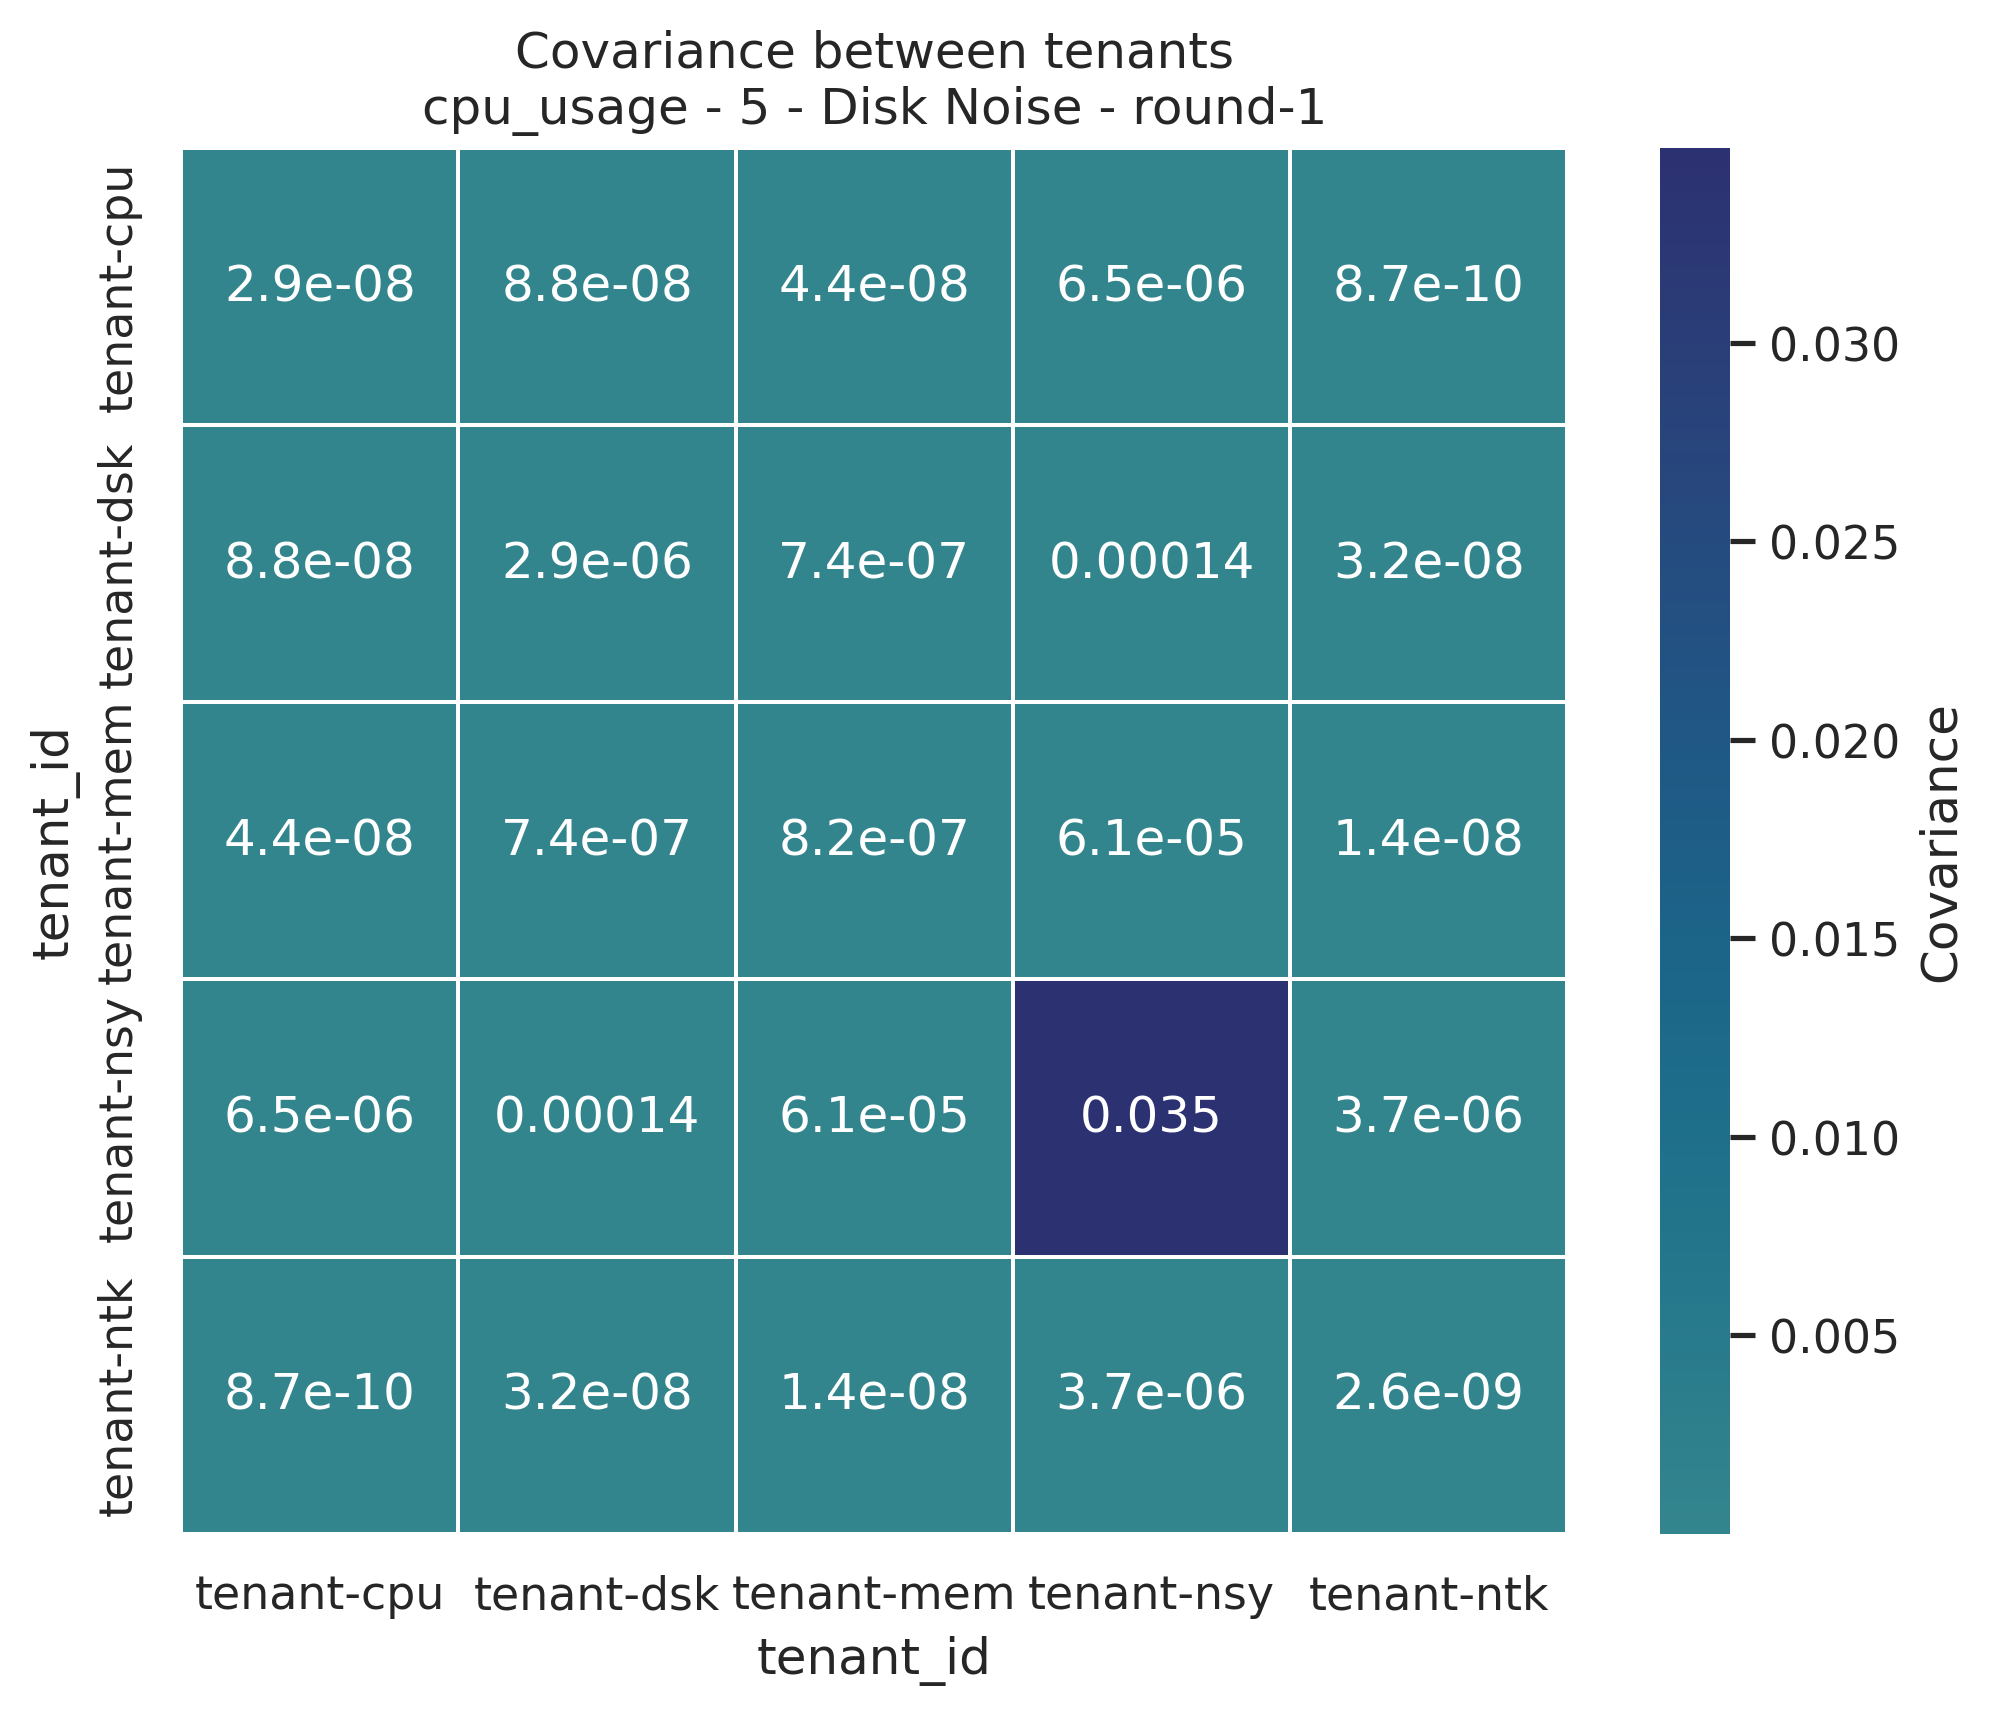 Covariance between tenants
cpu_usage - 5 - Disk Noise - round-1
tenant_id
tenant-cpu 2.9e-08 8.8e-08 4.4e-08 6.5e-06 8.7e-10
tenant-dsk 8.8e-08 2.9e-06 7.4e-07 0.00014 3.2e-08
tenant-mem 4.4e-08 7.4e-07 8.2e-07 6.1e-05 1.4e-08
tenant-nsy 6.5e-06 0.00014 6.1e-05 0.035 3.7e-06
tenant-ntk 8.7e-10 3.2e-08 1.4e-08 3.7e-06 2.6e-09
tenant-cpu tenant-dsk tenant-mem tenant-nsy tenant-ntk
tenant_id
0.030
0.025
0.020
0.015
0.010
0.005
Covariance